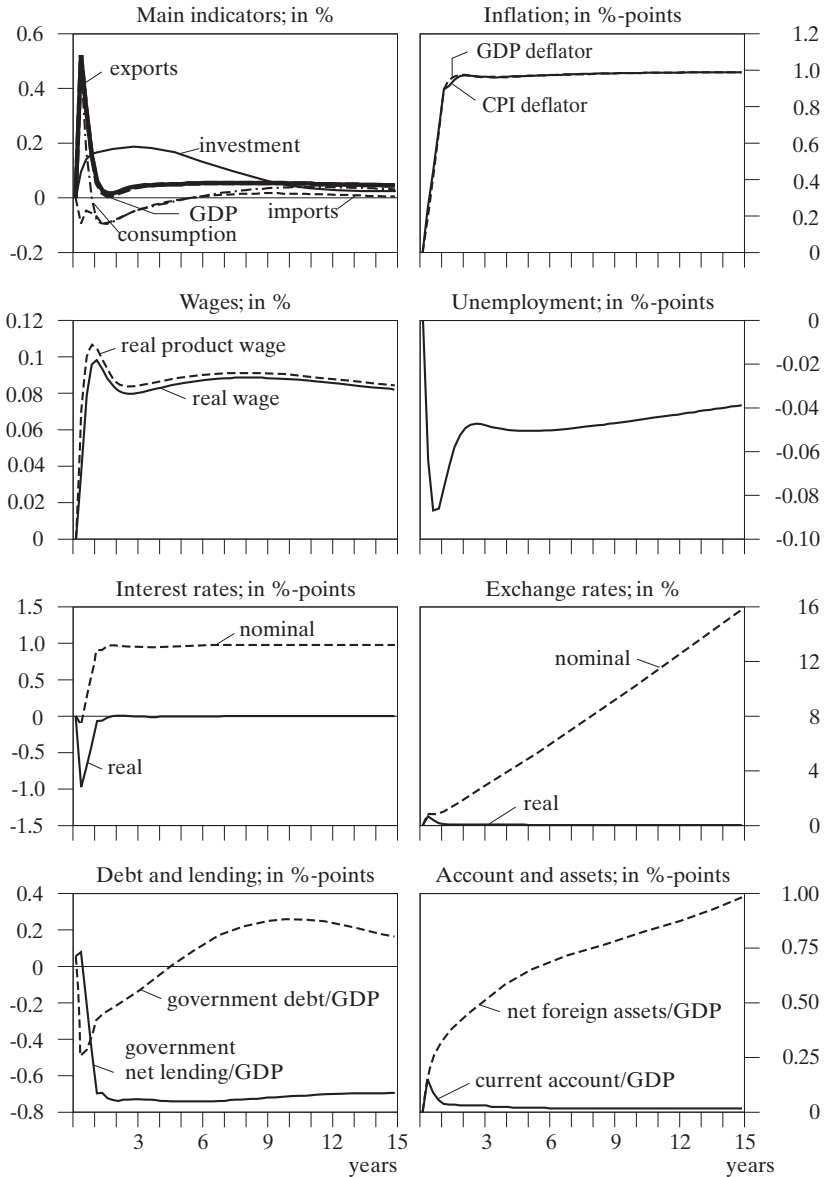 Main indicators; in %
Inflation; in %-points
0.6
0.4
0.2
0
-0.2
exports
investment
GDP
imports
consumption
1.2
1.0
0.8
0.6
0.4
0.2
0
GDP deflator
CPI deflator
Wages; in %
Unemployment; in %-points
0.12
0.1
0.08
0.06
0.04
0.02
0
real product wage
real wage
0
-0.02
-0.04
-0.06
-0.08
-0.10
Interest rates; in %-points
Exchange rates; in %
1.5
1.0
0.5
0
-0.5
-1.0
-1.5
nominal
real
16
12
8
4
0
nominal
real
Debt and lending; in %-points
Account and assets; in %-points
0.4
0.2
0
-0.2
-0.4
-0.6
-0.8
government debt/GDP
government
net lending/GDP
3 6 9 12 15
years
1.00
0.75
0.50
0.25
0
net foreign assets/GDP
current account/GDP
3 6 9 12 15
years